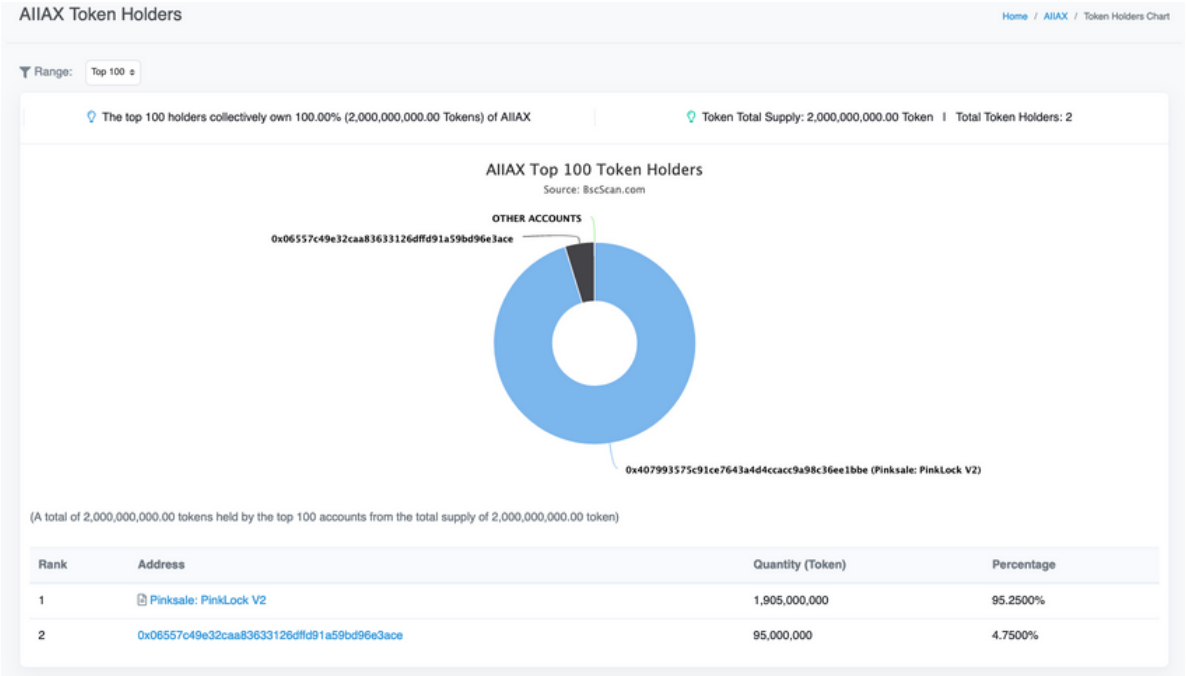 AIIAX Token Holders
Home / AIIAX / Token Holders Chart
Range: Top 100
The top 100 holders collectively own 100.00% (2,000,000,000.00 Tokens) of AIIAX
Token Total Supply: 2,000,000,000.00 Token | Total Token Holders: 2
AIIAX Top 100 Token Holders
Source: BscScan.com
OTHER ACCOUNTS
0x06557c49e32caa83633126dffd91a59bd96e3ace
0x407993575c91ce7643a4d4ccacc9a98c36ee1bbe (Pinksale: PinkLock V2)
(A total of 2,000,000,000.00 tokens held by the top 100 accounts from the total supply of 2,000,000,000.00 token)
Rank Address Quantity (Token) Percentage
1 Pinksale: PinkLock V2 1,905,000,000 95.2500%
2 0x06557c49e32caa83633126dffd91a59bd96e3ace 95,000,000 4.7500%